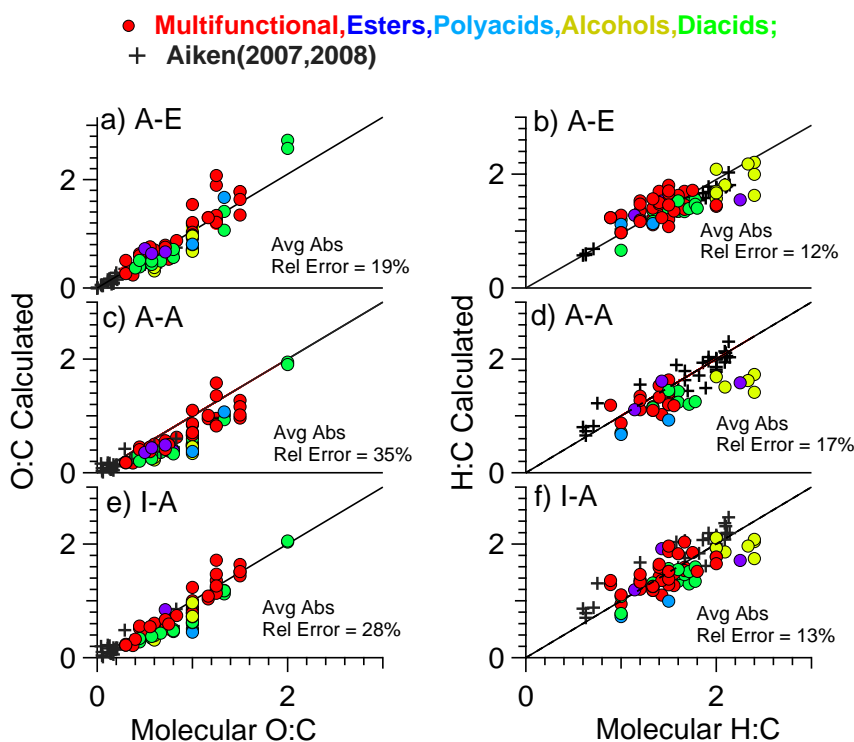 Multifunctional,Esters,Polyacids,Alcohols,Diacids;
Aiken(2007,2008)
a) A-E
2
0
Avg Abs
Rel Error = 19%
b) A-E
2
0
Avg Abs
Rel Error = 12%
c) A-A
2
0
Avg Abs
Rel Error = 35%
d) A-A
2
0
Avg Abs
Rel Error = 17%
e) I-A
2
0
Avg Abs
Rel Error = 28%
f) I-A
2
0
Avg Abs
Rel Error = 13%
O:C Calculated
H:C Calculated
0
2
0
2
Molecular O:C
Molecular H:C